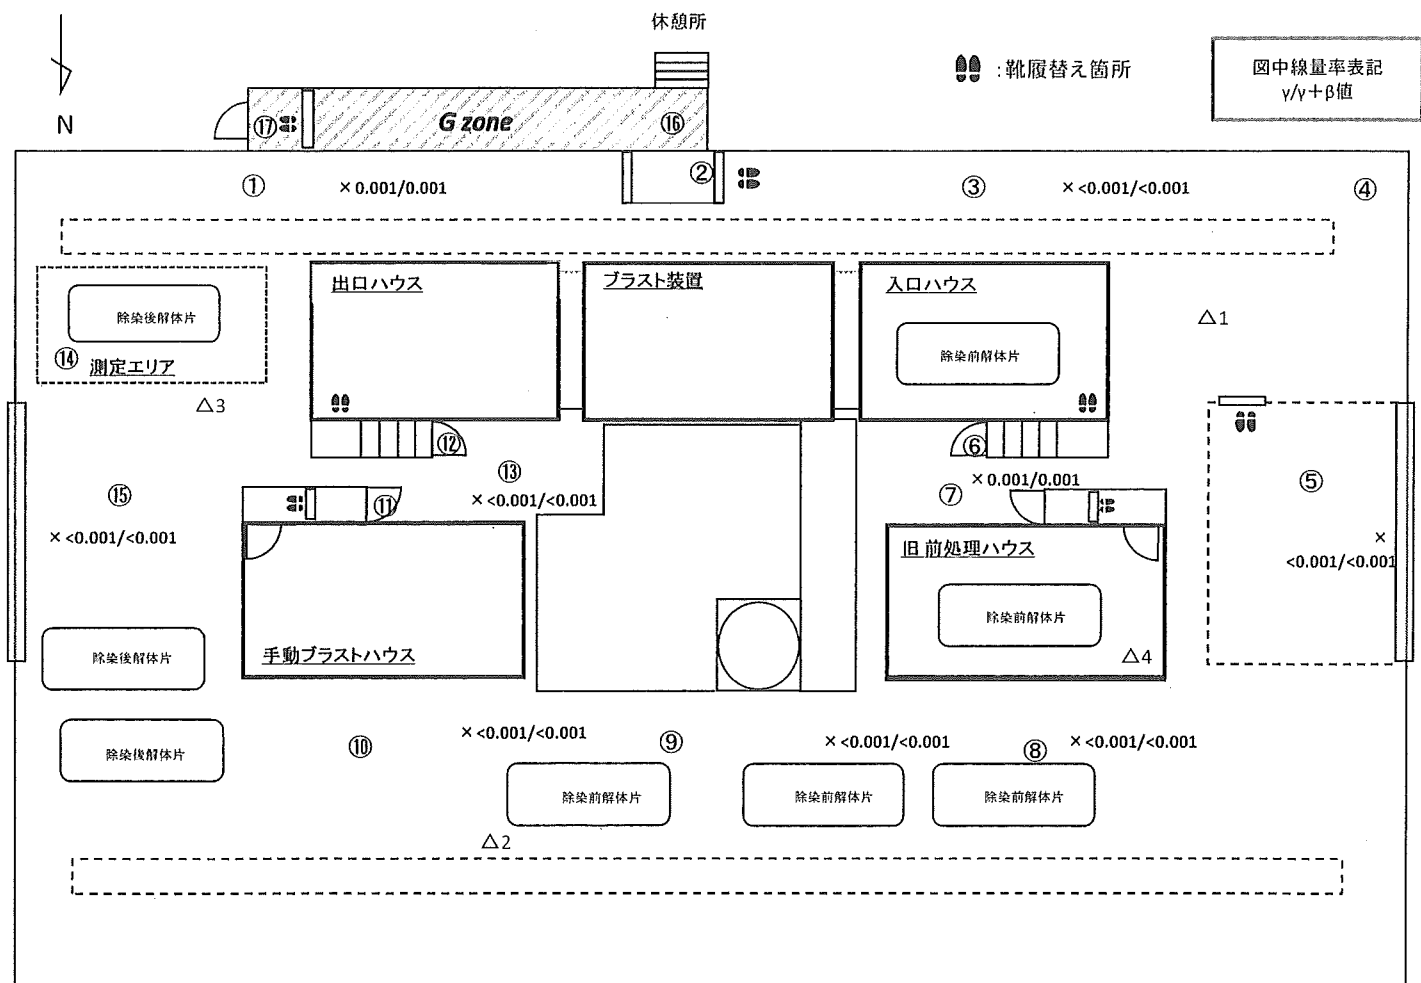 休憩所
:靴履替え箇所
図中線量率表記
γ/γ+β値
N
⑰
G zone
⑯
①
×0.001/0.001
②
③
×<0.001/<0.001
④
出口ハウス
ブラスト装置
入口ハウス
除染後解体片
⑭
測定エリア
除染前解体片
△1
△3
⑫
⑥
⑬
×<0.001/<0.001
×0.001/0.001
⑤
⑮
⑪
⑦
×<0.001/<0.001
×
<0.001/<0.001
旧前処理ハウス
除染前解体片
手動ブラストハウス
△4
除染後解体片
除染後解体片
⑩
×<0.001/<0.001
⑨
×<0.001/<0.001
⑧
×<0.001/<0.001
除染前解体片
除染前解体片
除染前解体片
△2